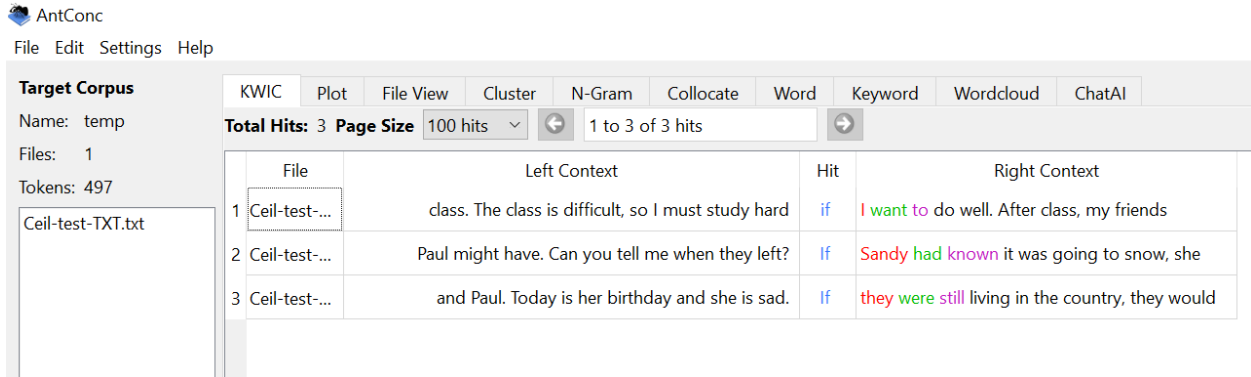 AntConc
File Edit Settings Help
Target Corpus
Name: temp
Files: 1
Tokens: 497
Ceil-test-TXT.txt
KWIC Plot File View Cluster N-Gram Collocate Word Keyword Wordcloud ChatAI
Total Hits: 3 Page Size 100 hits 1 to 3 of 3 hits
File Left Context Hit Right Context
1 Ceil-test-... class. The class is difficult, so I must study hard if I want to do well. After class, my friends
2 Ceil-test-... Paul might have. Can you tell me when they left? If Sandy had known it was going to snow, she
3 Ceil-test-... and Paul. Today is her birthday and she is sad. If they were still living in the country, they would